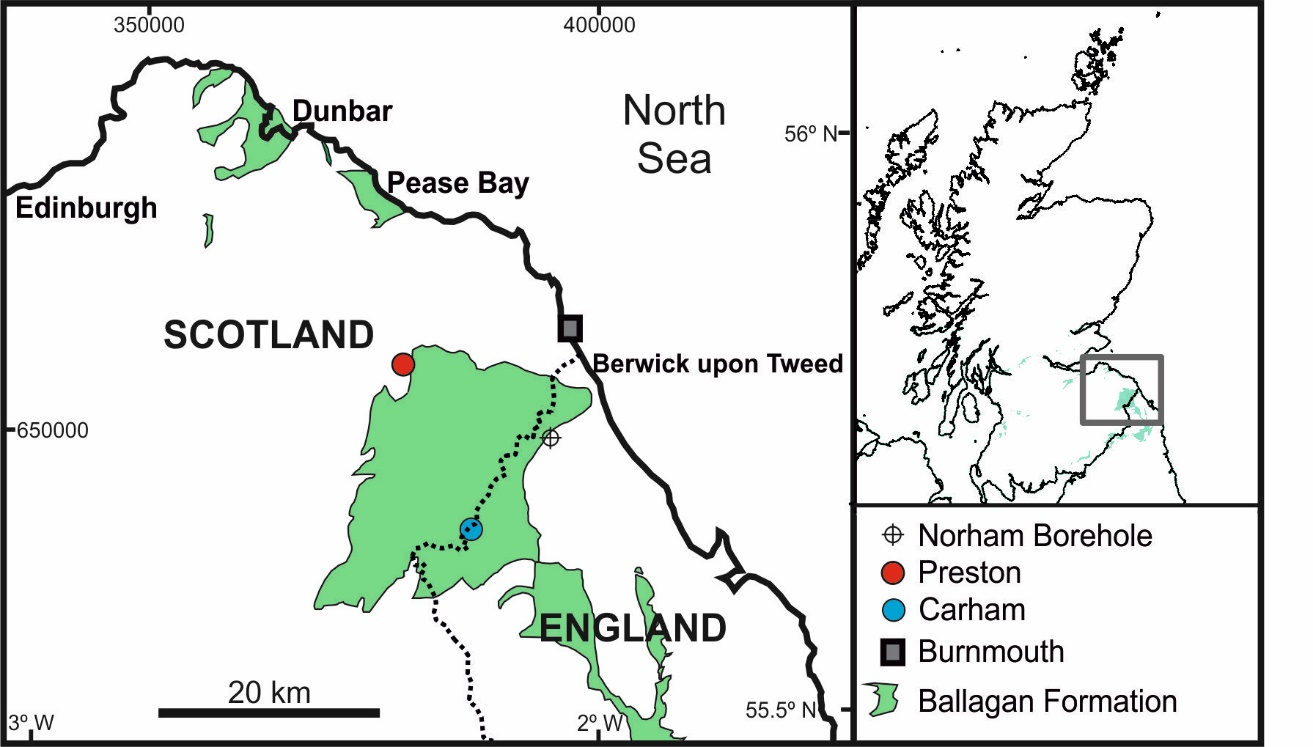 350000
400000
North
Sea
56° N
Dunbar
Pease Bay
Edinburgh
SCOTLAND
Berwick upon Tweed
650000
ENGLAND
20 km
3° W
2° W
55.5° N
Norham Borehole
Preston
Carham
Burnmouth
Ballagan Formation